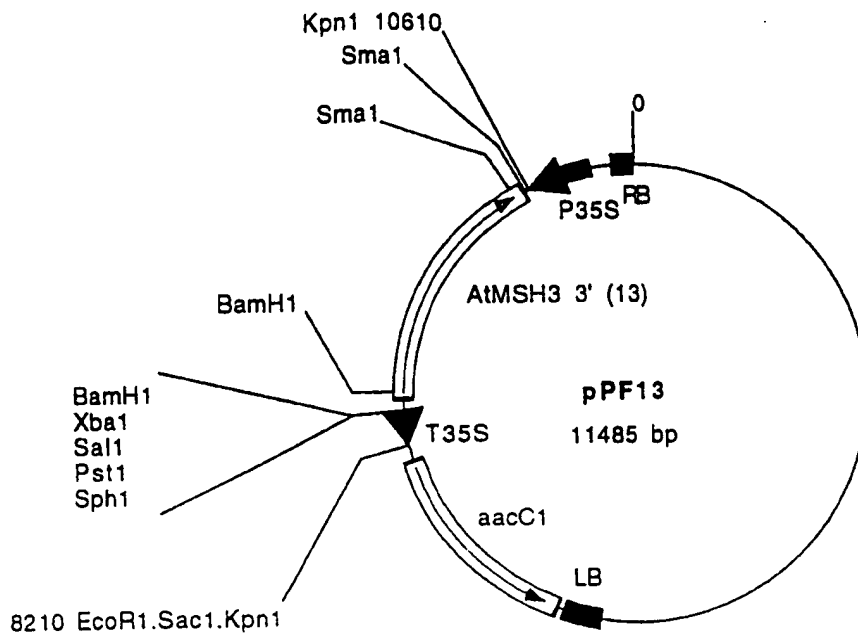 Kpn1 10610
Sma1
Sma1
0
P35S
RB
AtMSH3 3' (13)
BamH1
pPF13
11485 bp
BamH1
Xba1
Sal1
Pst1
Sph1
T35S
aacC1
LB
8210 EcoR1.Sac1.Kpn1